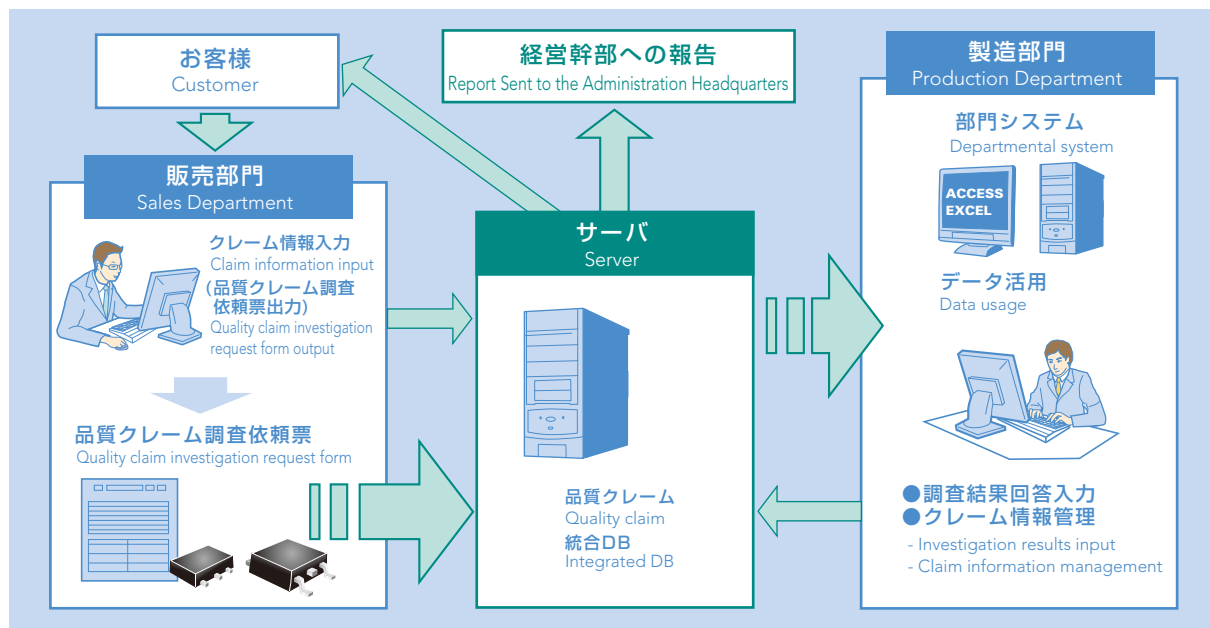 お客様
Customer
経営幹部への報告
Report Sent to the Administration Headquarters
製造部門
Production Department
部門システム
Departmental system
ACCESS
EXCEL
データ活用
Data usage
●調査結果回答入力
●クレーム情報管理
- Investigation results input
- Claim information management
販売部門
Sales Department
クレーム情報入力
Claim information input
(品質クレーム調査
依頼票出力)
Quality claim investigation
request form output
品質クレーム調査依頼票
Quality claim investigation request form
サーバ
Server
品質クレーム
Quality claim
統合DB
Integrated DB